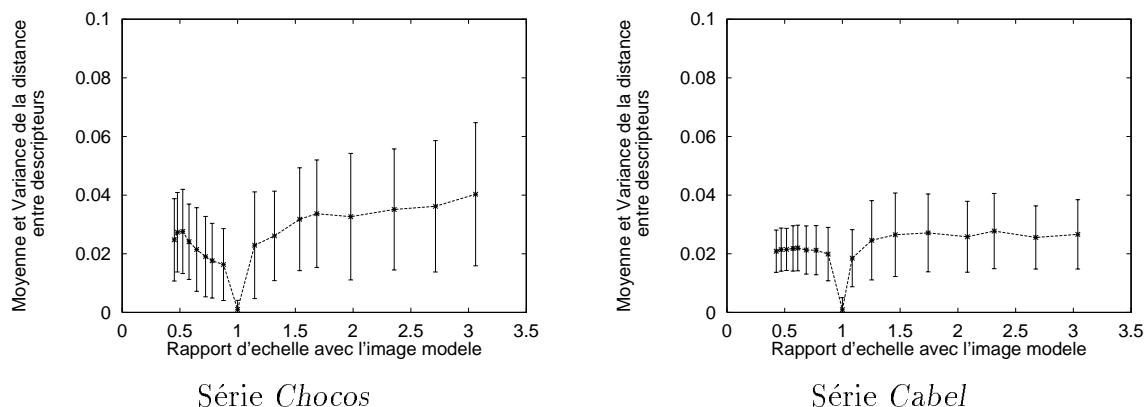 Moyenne et Variance de la distance
entre descripteurs
0.1
0.08
0.06
0.04
0.02
0
0 0.5 1 1.5 2 2.5 3 3.5
Rapport d'echelle avec l'image modele
Série Chocos
Moyenne et Variance de la distance
entre descripteurs
0.1
0.08
0.06
0.04
0.02
0
0 0.5 1 1.5 2 2.5 3 3.5
Rapport d'echelle avec l'image modele
Série Cabel